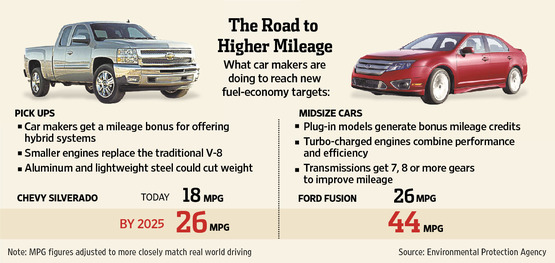 The Road to
Higher Mileage
What car makers are
doing to reach new
fuel-economy targets:
PICK UPS
▪ Car makers get a mileage bonus for offering
hybrid systems
▪ Smaller engines replace the traditional V-8
▪ Aluminum and lightweight steel could cut weight
CHEVY SILVERADO TODAY 18 MPG
BY 2025 26 MPG
MIDSIZE CARS
▪ Plug-in models generate bonus mileage credits
▪ Turbo-charged engines combine performance
and efficiency
▪ Transmissions get 7, 8 or more gears
to improve mileage
FORD FUSION 26 MPG
44 MPG
Note: MPG figures adjusted to more closely match real world driving
Source: Environmental Protection Agency